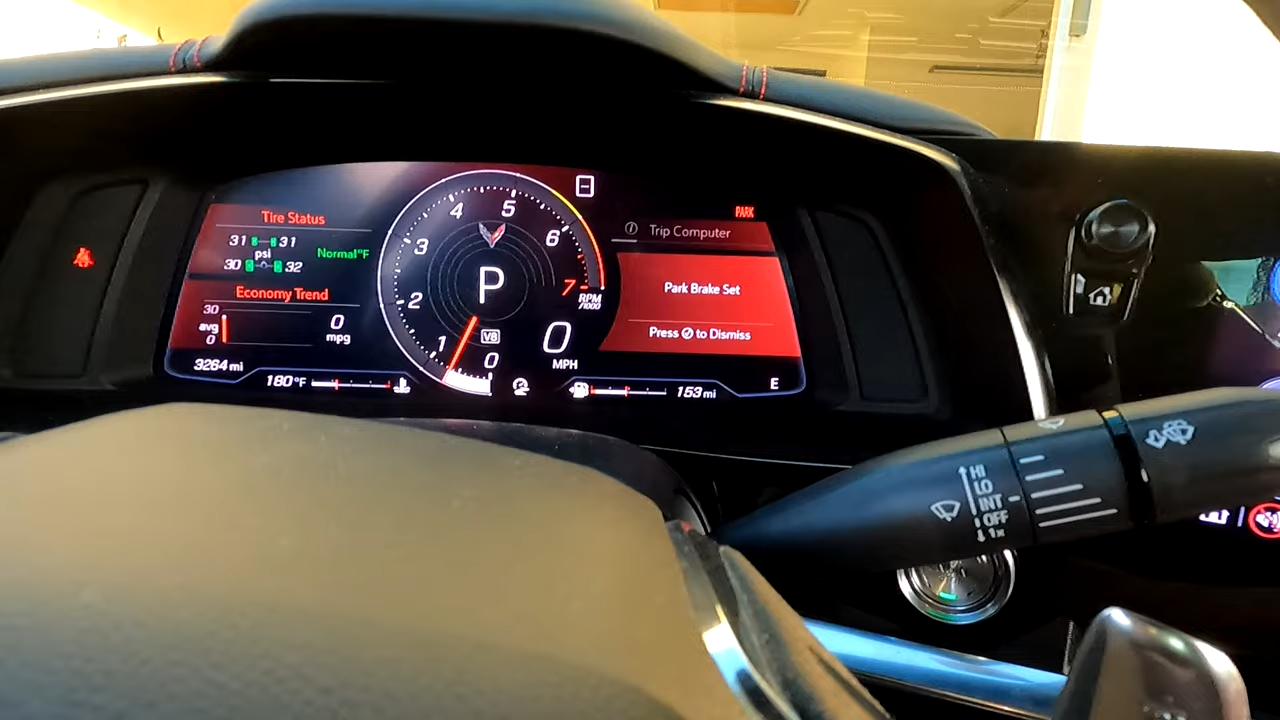 Tire Status
31 31
psi
30 32
Normal°F
Economy Trend
30
avg
0
0
mpg
3264 mi
180 °F
1
2
3
4
5
6
7
RPM
/1000
P
V8
0
0
MPH
PARK
Trip Computer
Park Brake Set
Press to Dismiss
153 mi
E
HI
LO
INT
OFF
1x